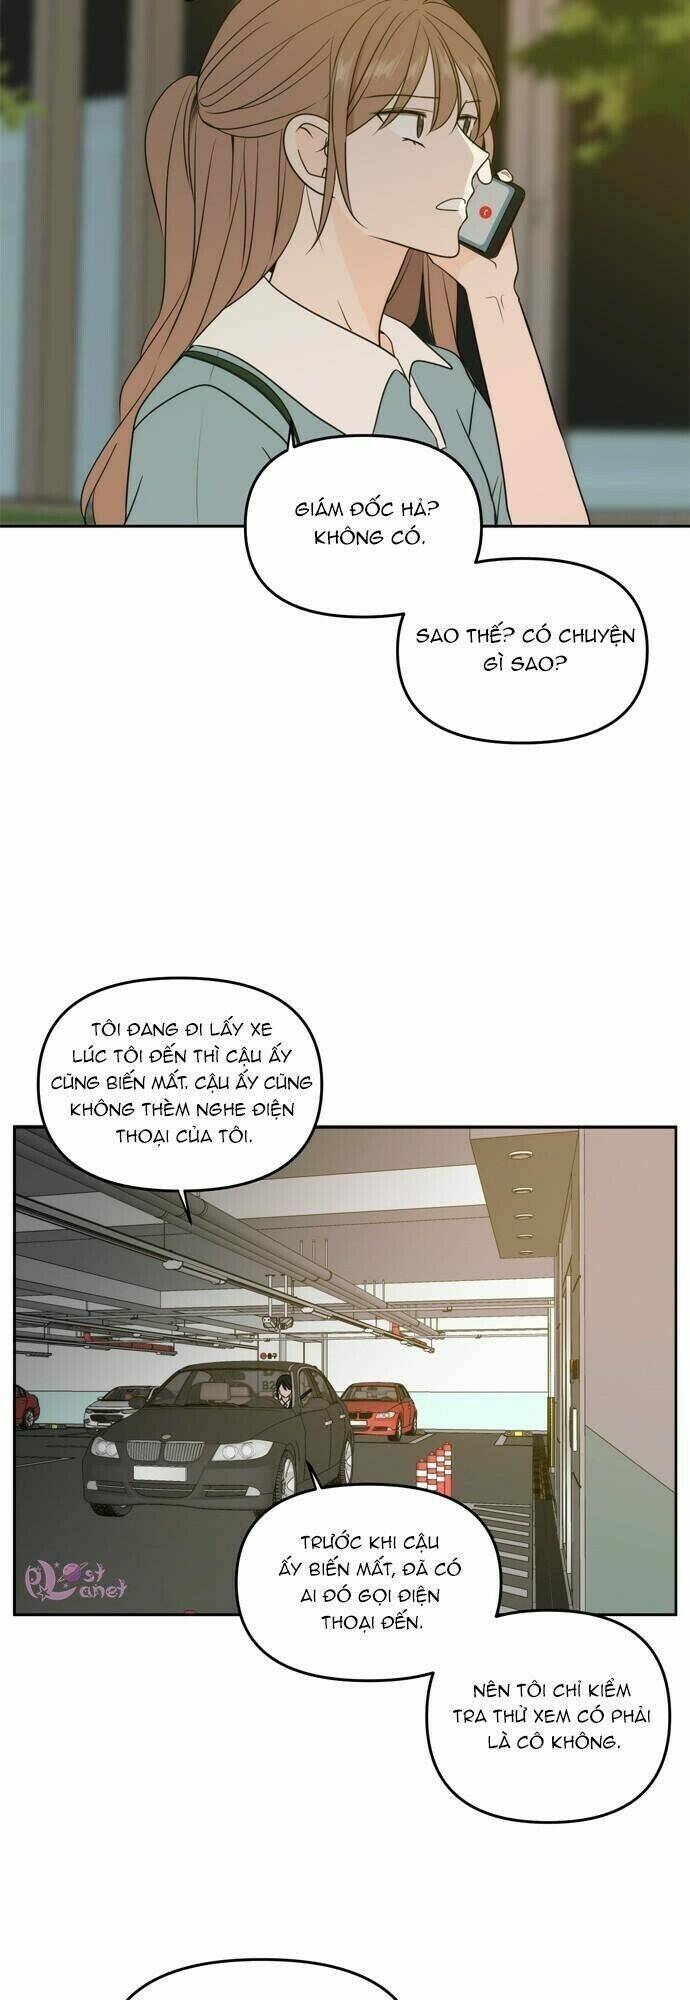 GIÁM ĐỐC HẢ?
KHÔNG CÓ.
SAO THẾ? CÓ CHUYỆN
GÌ SAO?
TÔI ĐANG ĐI LẤY XE
LÚC TÔI ĐẾN THÌ CẬU ẤY
CŨNG BIẾN MẤT. CẬU ẤY CŨNG
KHÔNG THÈM NGHE ĐIỆN
THOẠI CỦA TÔI.
B2
TRƯỚC KHI CẬU
ẤY BIẾN MẤT, ĐÃ CÓ
AI ĐÓ GỌI ĐIỆN
THOẠI ĐẾN.
Lost
Planet
NÊN TÔI CHỈ KIỂM
TRA THỬ XEM CÓ PHẢI
LÀ CÔ KHÔNG.